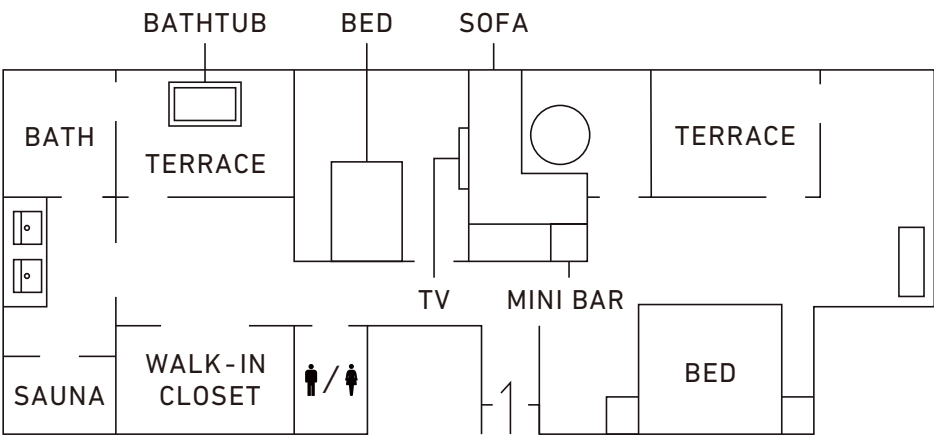 BATHTUB
BED
SOFA
BATH
TERRACE
TERRACE
TV
MINI BAR
WALK-IN
CLOSET
SAUNA
/
BED